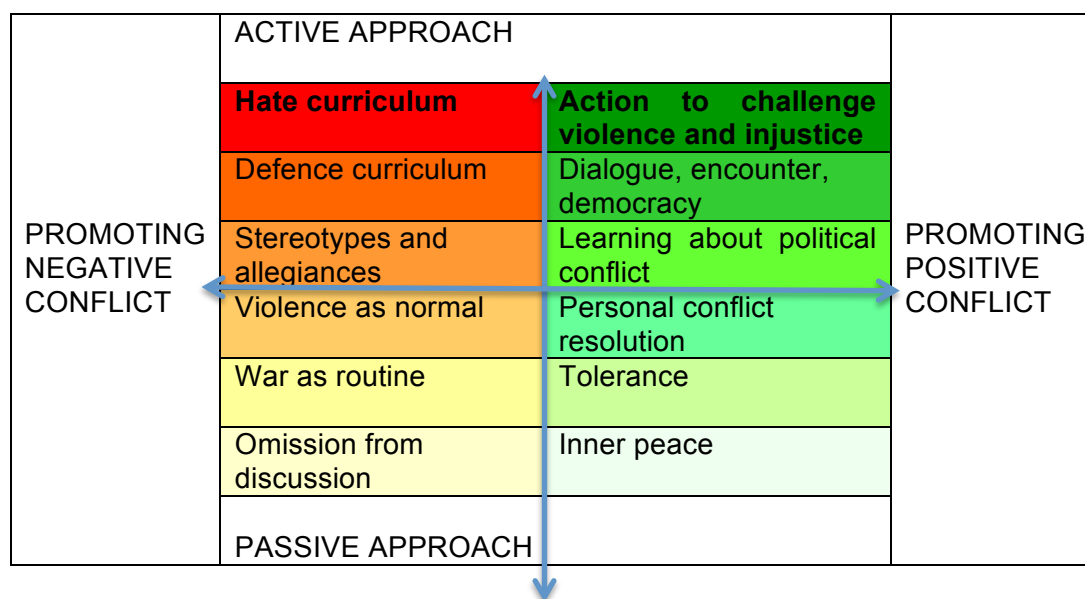 ACTIVE APPROACH
Hate curriculum
Action to challenge
violence and injustice
Defence curriculum
Dialogue, encounter,
democracy
PROMOTING
NEGATIVE
CONFLICT
Stereotypes and
allegiances
Learning about political
conflict
PROMOTING
POSITIVE
CONFLICT
Violence as normal
Personal conflict
resolution
War as routine
Tolerance
Omission from
discussion
Inner peace
PASSIVE APPROACH